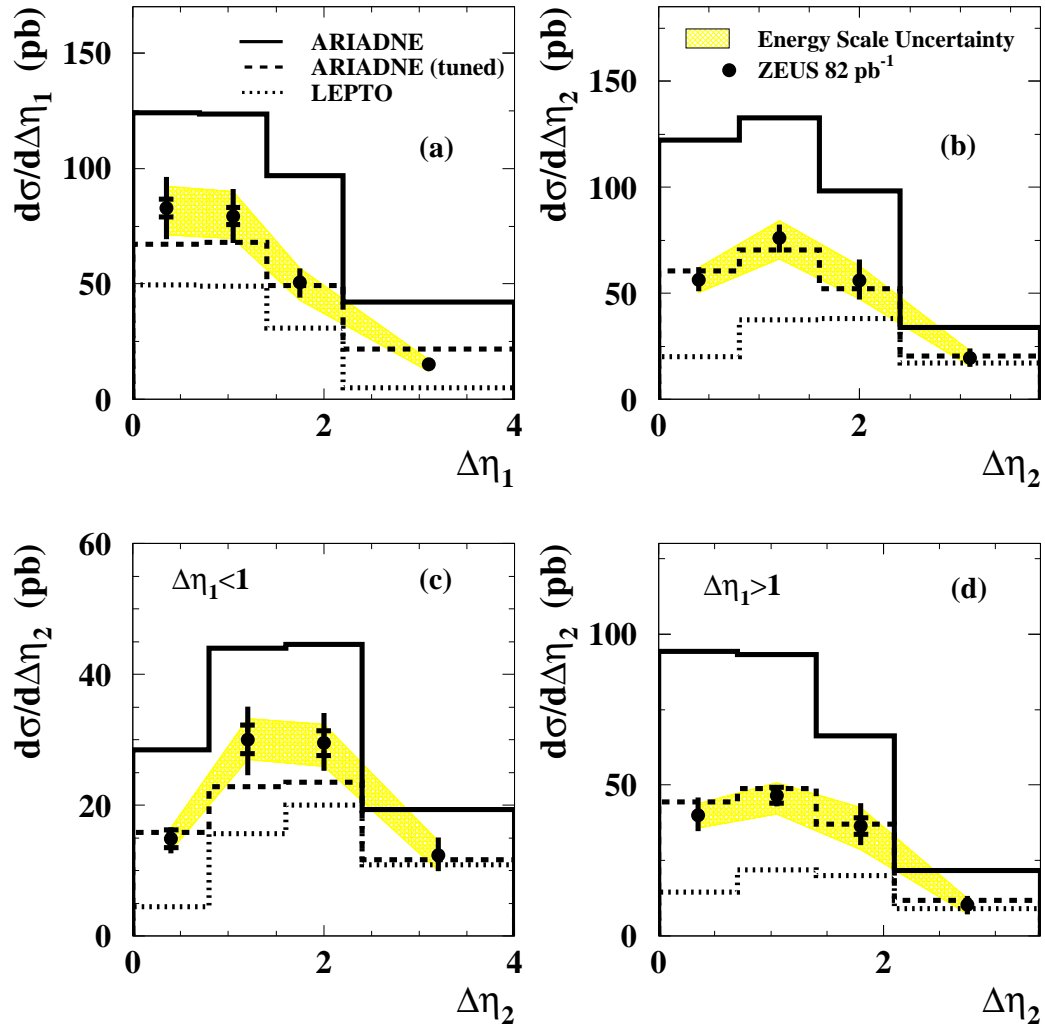 dσ/dΔη₁ (pb)
150
100
50
0
0 2 4
Δη₁
ARIADNE
ARIADNE (tuned)
LEPTO
(a)
dσ/dΔη₂ (pb)
150
100
50
0
0 2
Δη₂
Energy Scale Uncertainty
ZEUS 82 pb⁻¹
(b)
dσ/dΔη₂ (pb)
60
40
20
0
0 2 4
Δη₂
Δη₁<1
(c)
dσ/dΔη₂ (pb)
100
50
0
0 2
Δη₂
Δη₁>1
(d)